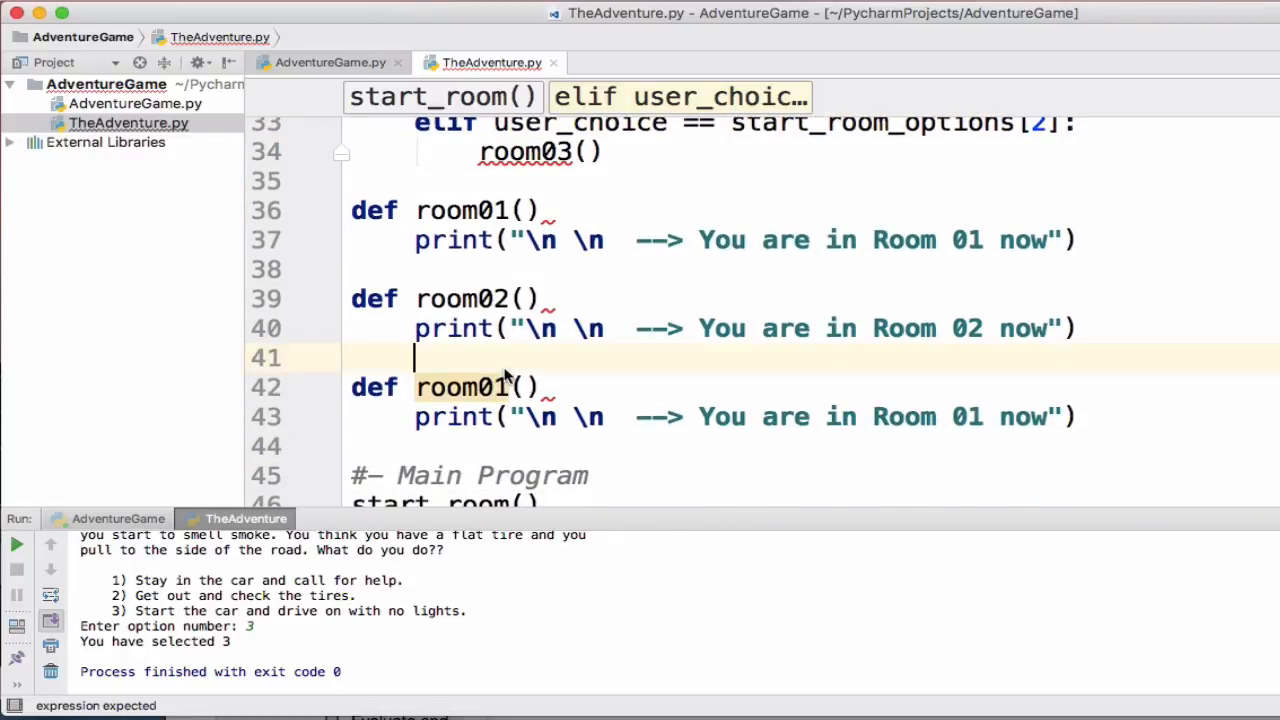 TheAdventure.py - AdventureGame - [~/PycharmProjects/AdventureGame]
AdventureGame TheAdventure.py
Project
AdventureGame.py TheAdventure.py
AdventureGame ~/Pycharm
AdventureGame.py
TheAdventure.py
External Libraries
start_room() elif user_choic…
33 elif user_choice == start_room_options[2]:
34 room03()
35
36 def room01()
37 print("\n \n --> You are in Room 01 now")
38
39 def room02()
40 print("\n \n --> You are in Room 02 now")
41
42 def room01()
43 print("\n \n --> You are in Room 01 now")
44
45 #- Main Program
46 start_room()
Run: AdventureGame TheAdventure
you start to smell smoke. You think you have a flat tire and you
pull to the side of the road. What do you do??
1) Stay in the car and call for help.
2) Get out and check the tires.
3) Start the car and drive on with no lights.
Enter option number: 3
You have selected 3
Process finished with exit code 0
expression expected